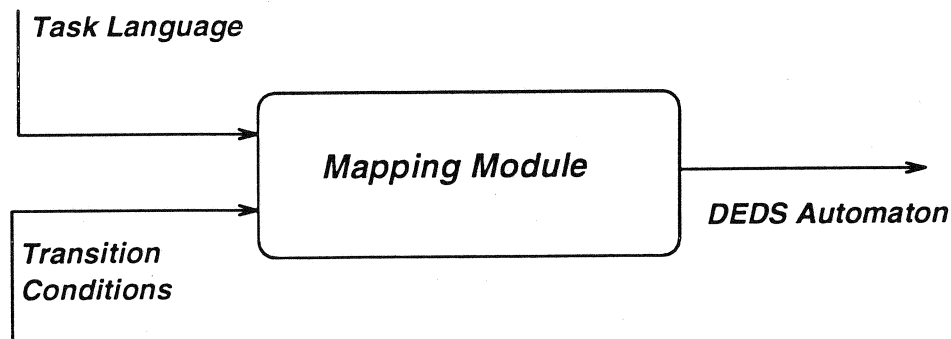 Task Language
Mapping Module
DEDS Automaton
Transition
Conditions